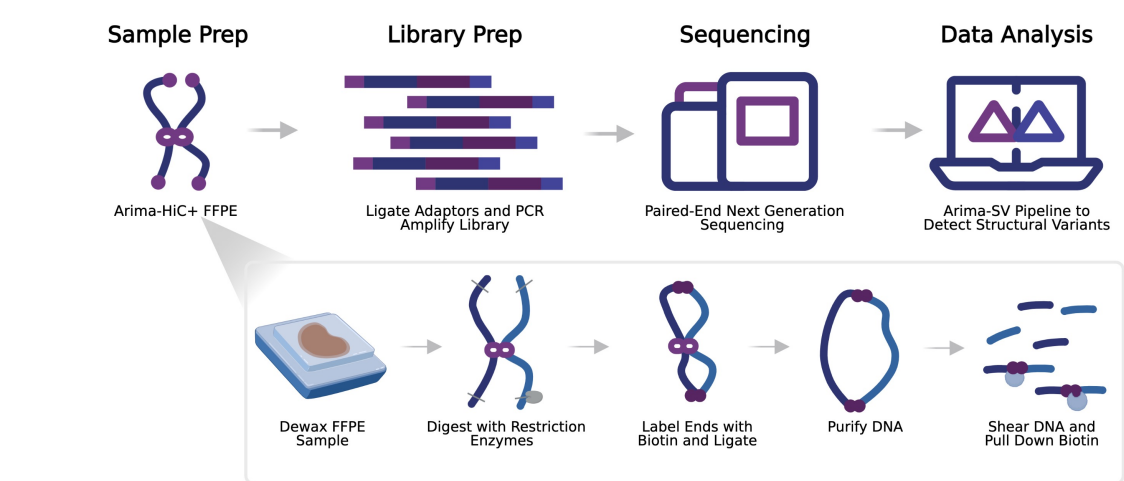 Sample Prep
Library Prep
Sequencing
Data Analysis
Arima-HiC+ FFPE
Ligate Adaptors and PCR
Amplify Library
Paired-End Next Generation
Sequencing
Arima-SV Pipeline to
Detect Structural Variants
Dewax FFPE
Sample
Digest with Restriction
Enzymes
Label Ends with
Biotin and Ligate
Purify DNA
Shear DNA and
Pull Down Biotin